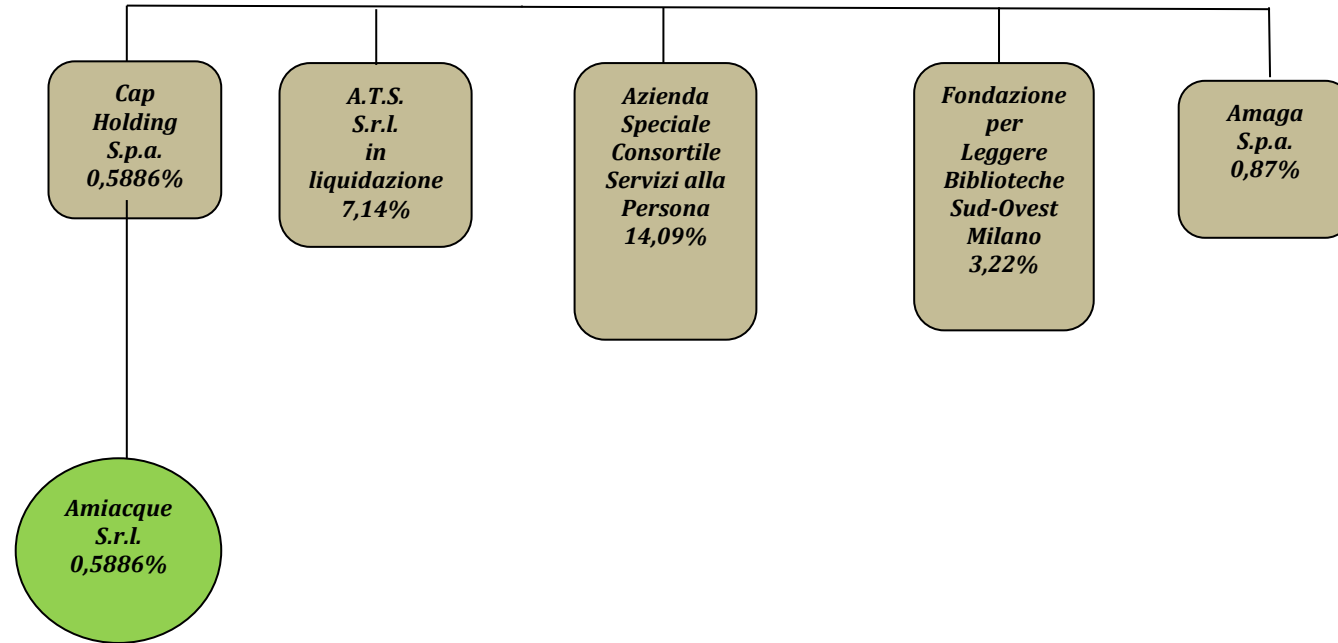 Cap
Holding
S.p.a.
0,5886%
A.T.S.
S.r.l.
in
liquidazione
7,14%
Azienda
Speciale
Consortile
Servizi alla
Persona
14,09%
Fondazione
per
Leggere
Biblioteche
Sud-Ovest
Milano
3,22%
Amaga
S.p.a.
0,87%
Amiacque
S.r.l.
0,5886%